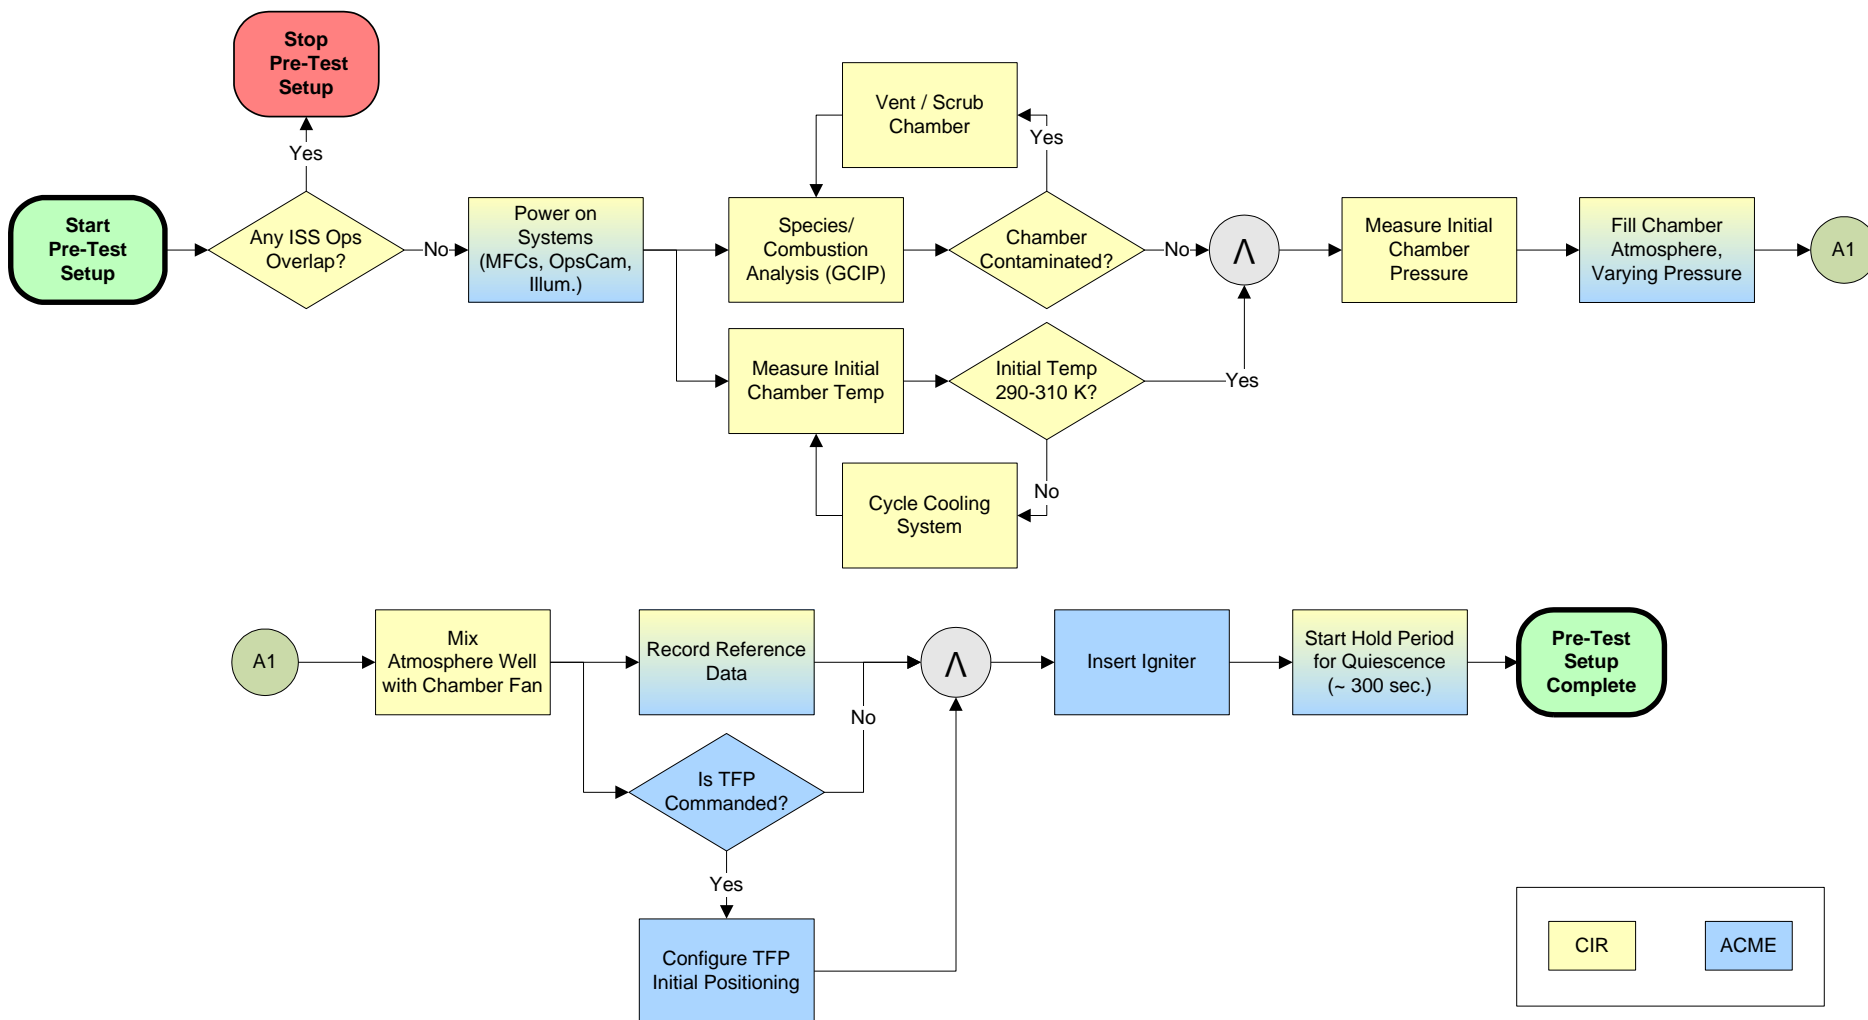 Stop
Pre-Test
Setup
Yes
Start
Pre-Test
Setup
Any ISS Ops
Overlap?
No
Power on
Systems
(MFCs, OpsCam,
Illum.)
Vent / Scrub
Chamber
Yes
Species/
Combustion
Analysis (GCIP)
Chamber
Contaminated?
No
Λ
Measure Initial
Chamber
Pressure
Fill Chamber
Atmosphere,
Varying Pressure
A1
Measure Initial
Chamber Temp
Initial Temp
290-310 K?
Yes
No
Cycle Cooling
System
A1
Mix
Atmosphere Well
with Chamber Fan
Record Reference
Data
No
Λ
Insert Igniter
Start Hold Period
for Quiescence
(~ 300 sec.)
Pre-Test
Setup
Complete
Is TFP
Commanded?
Yes
Configure TFP
Initial Positioning
CIR
ACME